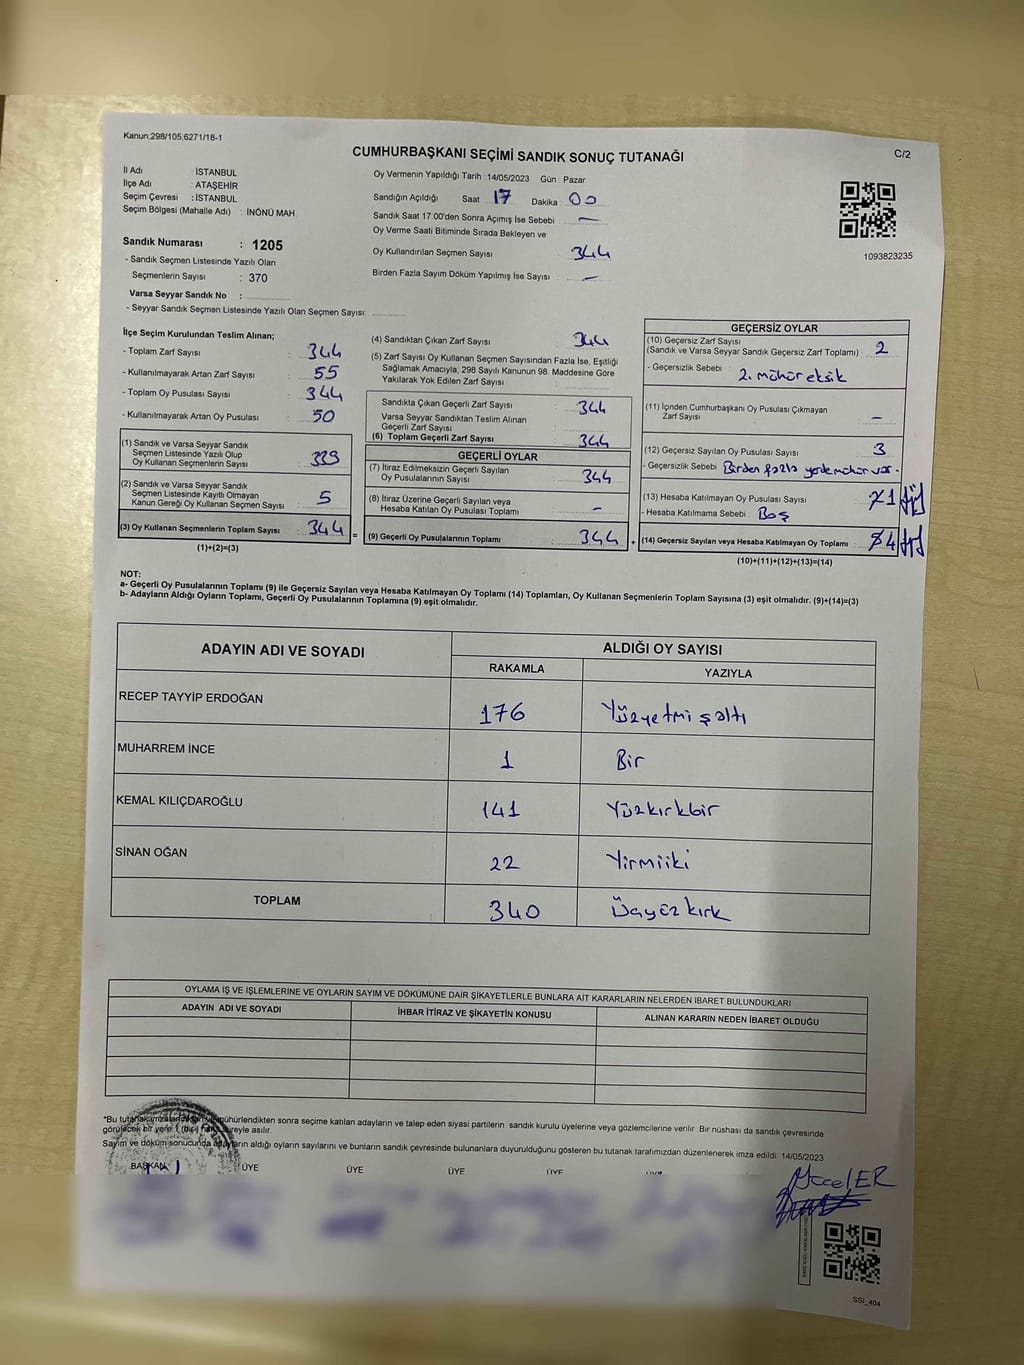 Kanun;298/105,6271/18-1
CUMHURBAŞKANI SEÇİMİ SANDIK SONUÇ TUTANAĞI
C/2
İl Adı : İSTANBUL
İlçe Adı : ATAŞEHİR
Seçim Çevresi : İSTANBUL
Seçim Bölgesi (Mahalle Adı) : İNÖNÜ MAH
Sandık Numarası : 1205
- Sandık Seçmen Listesinde Yazılı Olan
Seçmenlerin Sayısı : 370
Varsa Seyyar Sandık No :
- Seyyar Sandık Seçmen Listesinde Yazılı Olan Seçmen Sayısı:
Oy Vermenin Yapıldığı Tarih : 14/05/2023 Gün : Pazar
Sandığın Açıldığı Saat 17 Dakika 00
Sandık Saat 17:00'den Sonra Açımış İse Sebebi : —
Oy Verme Saati Bitiminde Sırada Bekleyen ve
Oy Kullandırılan Seçmen Sayısı : 344
Birden Fazla Sayım Döküm Yapılmış İse Sayısı : —
1093823235
İlçe Seçim Kurulundan Teslim Alınan;
- Toplam Zarf Sayısı : 344
- Kullanılmayarak Artan Zarf Sayısı : 55
- Toplam Oy Pusulası Sayısı : 344
- Kullanılmayarak Artan Oy Pusulası : 50
(1) Sandık ve Varsa Seyyar Sandık
Seçmen Listesinde Yazılı Olup
Oy Kullanan Seçmenlerin Sayısı 339
(2) Sandık ve Varsa Seyyar Sandık
Seçmen Listesinde Kayıtlı Olmayan
Kanun Gereği Oy Kullanan Seçmen Sayısı : 5
(3) Oy Kullanan Seçmenlerin Toplam Sayısı : 344 =
(1)+(2)=(3)
(4) Sandıktan Çıkan Zarf Sayısı : 344
(5) Zarf Sayısı Oy Kullanan Seçmen Sayısından Fazla İse, Eşitliği
Sağlamak Amacıyla; 298 Sayılı Kanunun 98. Maddesine Göre
Yakılarak Yok Edilen Zarf Sayısı :
Sandıkta Çıkan Geçerli Zarf Sayısı : 344
Varsa Seyyar Sandıktan Teslim Alınan
Geçerli Zarf Sayısı :
(6) Toplam Geçerli Zarf Sayısı : 344
GEÇERLİ OYLAR
(7) İtiraz Edilmeksizin Geçerli Sayılan
Oy Pusulalarının Sayısı : 344
(8) İtiraz Üzerine Geçerli Sayılan veya
Hesaba Katılan Oy Pusulası Toplamı : —
(9) Geçerli Oy Pusulalarının Toplamı : 344 +
GEÇERSİZ OYLAR
(10) Geçersiz Zarf Sayısı
(Sandık ve Varsa Seyyar Sandık Geçersiz Zarf Toplamı) : 2
- Geçersizlik Sebebi : 2. mühür eksik
(11) İçinden Cumhurbaşkanı Oy Pusulası Çıkmayan
Zarf Sayısı : —
(12) Geçersiz Sayılan Oy Pusulası Sayısı : 3
- Geçersizlik Sebebi : Birden fazla yerde mühür var.
(13) Hesaba Katılmayan Oy Pusulası Sayısı : 1
- Hesaba Katılmama Sebebi : Boş
(14) Geçersiz Sayılan veya Hesaba Katılmayan Oy Toplamı : 4
(10)+(11)+(12)+(13)=(14)
NOT:
a- Geçerli Oy Pusulalarının Toplamı (9) ile Geçersiz Sayılan veya Hesaba Katılmayan Oy Toplamı (14) Toplamları, Oy Kullanan Seçmenlerin Toplam Sayısına (3) eşit olmalıdır. (9)+(14)=(3)
b- Adayların Aldığı Oyların Toplamı, Geçerli Oy Pusulalarının Toplamına (9) eşit olmalıdır.
ADAYIN ADI VE SOYADI
ALDIĞI OY SAYISI
RAKAMLA YAZIYLA
RECEP TAYYİP ERDOĞAN 176 Yüzyetmişaltı
MUHARREM İNCE 1 Bir
KEMAL KILIÇDAROĞLU 141 Yüzkırkbir
SİNAN OĞAN 22 Yirmiiki
TOPLAM 340 Üçyüzkırk
OYLAMA İŞ VE İŞLEMLERİNE VE OYLARIN SAYIM VE DÖKÜMÜNE DAİR ŞİKAYETLERLE BUNLARA AİT KARARLARIN NELERDEN İBARET BULUNDUKLARI
ADAYIN ADI VE SOYADI İHBAR İTİRAZ VE ŞİKAYETİN KONUSU ALINAN KARARIN NEDEN İBARET OLDUĞU
*Bu tutanak mühürlendikten sonra seçime katılan adayların ve talep eden siyasi partilerin sandık kurulu üyelerine veya gözlemcilerine verilir. Bir nüshası da sandık çevresinde
görülecek bir yere süreyle asılır.
Sayım ve döküm sonucunda adayların aldığı oyların sayılarını ve bunların sandık çevresinde bulunanlara duyurulduğunu gösteren bu tutanak tarafımızdan düzenlenerek imza edildi. 14/05/2023
BAŞKAN ÜYE ÜYE ÜYE ÜYE
SSI_404